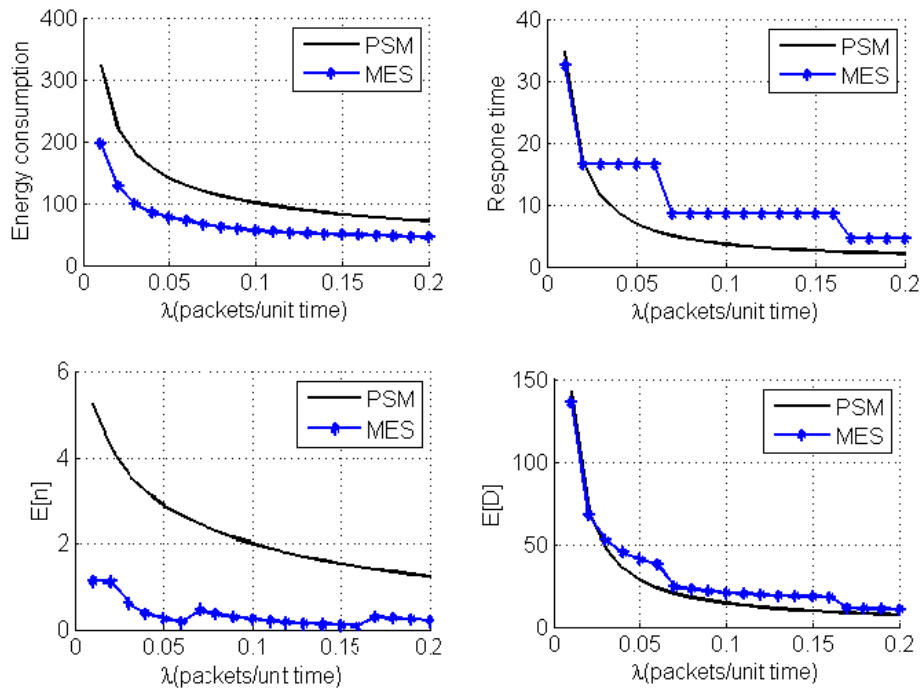 400
300
200
100
0
Energy consumption
PSM
MES
0
0.05
0.1
0.15
0.2
λ(packets/unit time)
40
30
20
10
0
Respone time
PSM
MES
0
0.05
0.1
0.15
0.2
λ(packets/unit time)
6
4
2
0
E[n]
PSM
MES
0
0.05
0.1
0.15
0.2
λ(packets/unit time)
150
100
50
0
E[D]
PSM
MES
0
0.05
0.1
0.15
0.2
λ(packets/unit time)